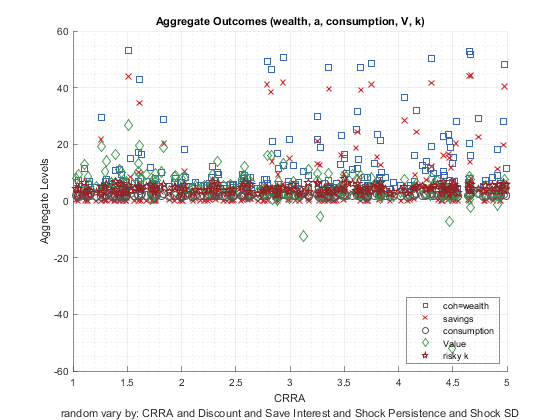 Aggregate Outcomes (wealth, a, consumption, V, k)
60
40
20
0
-20
-40
-60
Aggregate Levels
coh=wealth
savings
consumption
Value
risky k
1 1.5 2 2.5 3 3.5 4 4.5 5
CRRA
random vary by: CRRA and Discount and Save Interest and Shock Persistence and Shock SD